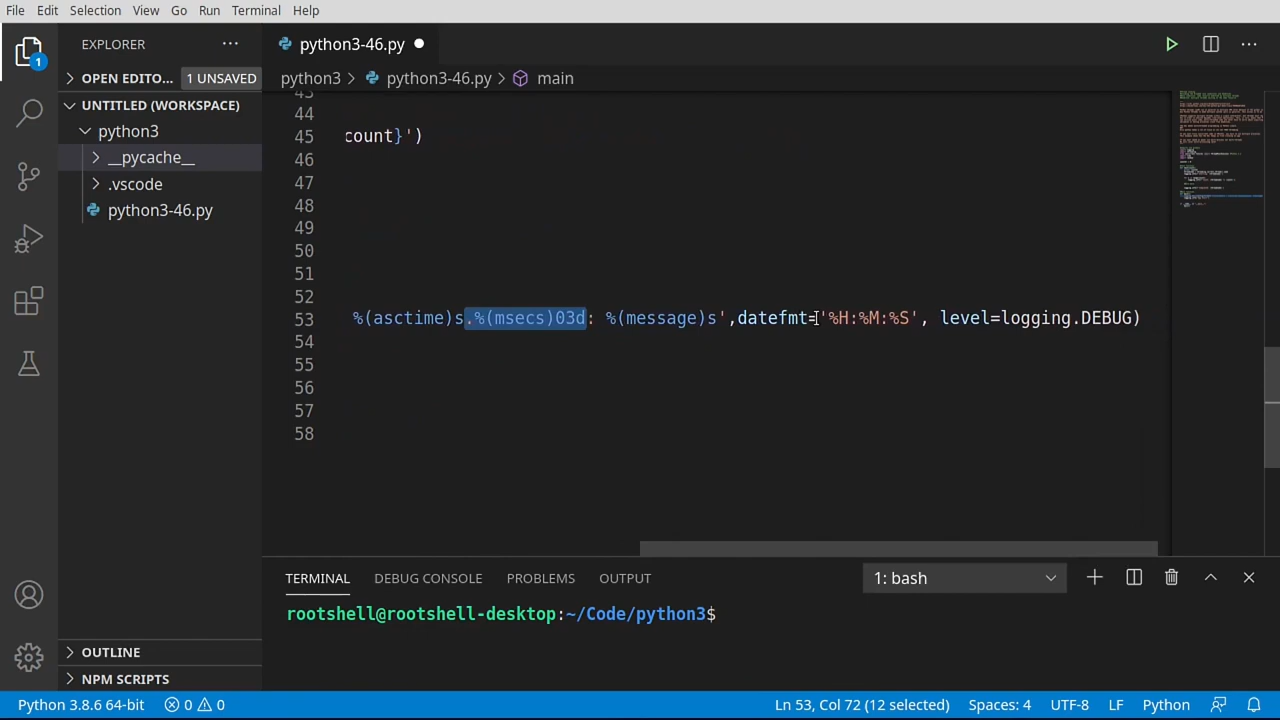 File Edit Selection View Go Run Terminal Help
EXPLORER
python3-46.py
1
OPEN EDITO... 1 UNSAVED
python3 > python3-46.py > main
UNTITLED (WORKSPACE)
python3
__pycache__
.vscode
python3-46.py
43
44
45 count}')
46
47
48
49
50
51
52
53 %(asctime)s.%(msecs)03d: %(message)s',datefmt='%H:%M:%S', level=logging.DEBUG)
54
55
56
57
58
TERMINAL DEBUG CONSOLE PROBLEMS OUTPUT 1: bash
rootshell@rootshell-desktop:~/Code/python3$
OUTLINE
NPM SCRIPTS
Python 3.8.6 64-bit 0 0 Ln 53, Col 72 (12 selected) Spaces: 4 UTF-8 LF Python